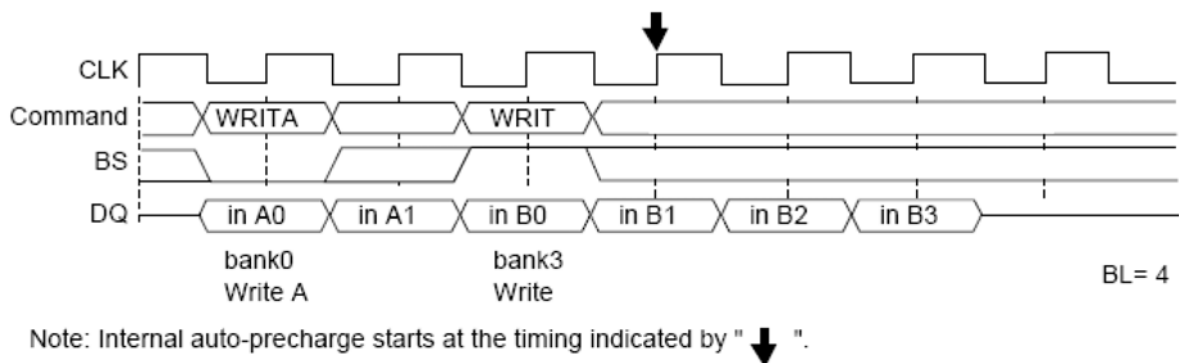 CLK
Command WRITA WRIT
BS
DQ in A0 in A1 in B0 in B1 in B2 in B3
bank0 bank3
Write A Write
BL= 4
Note: Internal auto-precharge starts at the timing indicated by " ".